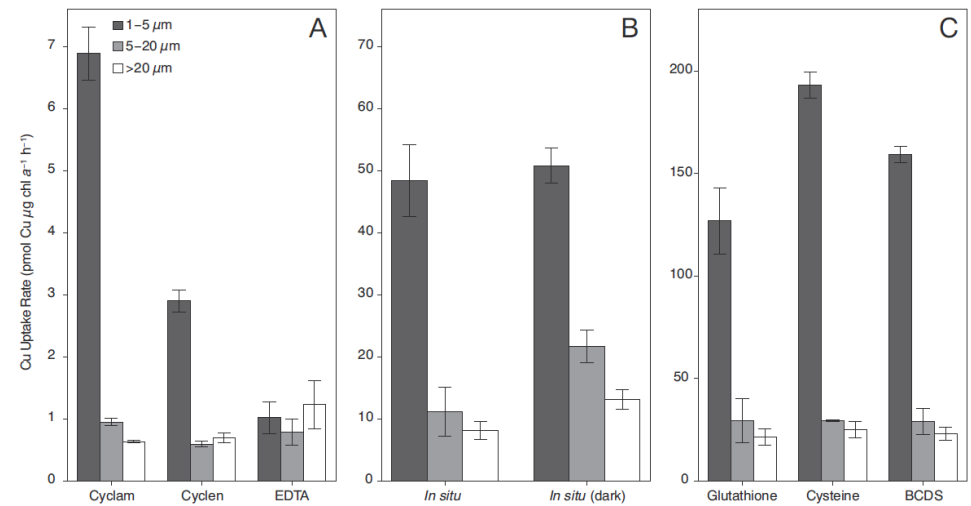 A
1–5 μm
5–20 μm
>20 μm
Cu Uptake Rate (pmol Cu μg chl a⁻¹ h⁻¹)
7
6
5
4
3
2
1
0
Cyclam Cyclen EDTA
B
70
60
50
40
30
20
10
0
In situ In situ (dark)
C
200
150
100
50
0
Glutathione Cysteine BCDS